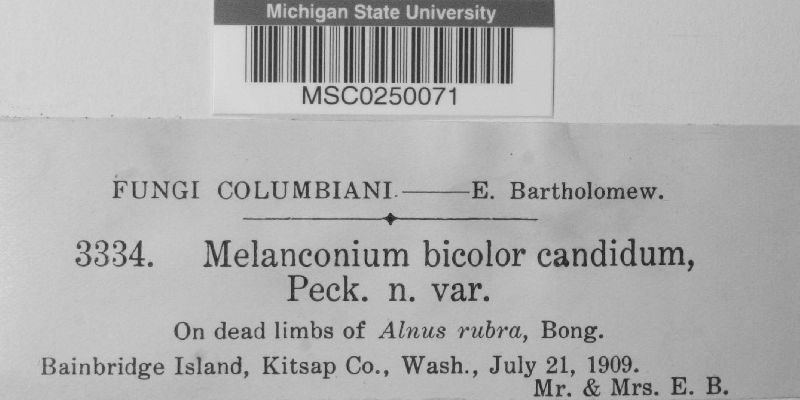 Michigan State University
MSC0250071
FUNGI COLUMBIANI.——E. Bartholomew.
3334. Melanconium bicolor candidum,
Peck. n. var.
On dead limbs of Alnus rubra, Bong.
Bainbridge Island, Kitsap Co., Wash., July 21, 1909.
Mr. & Mrs. E. B.